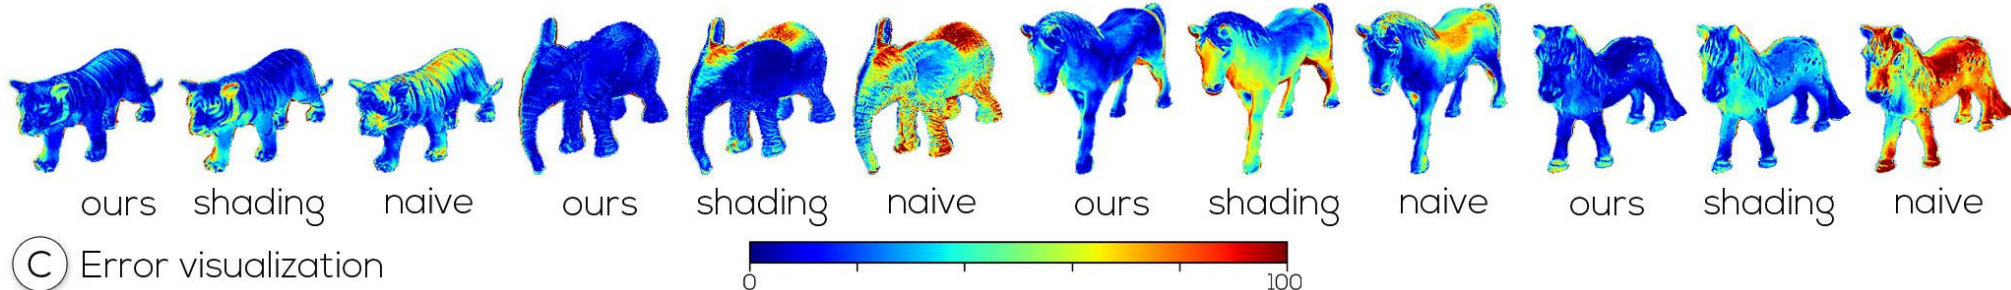 ours shading naive ours shading naive ours shading naive ours shading naive
C Error visualization
0 100